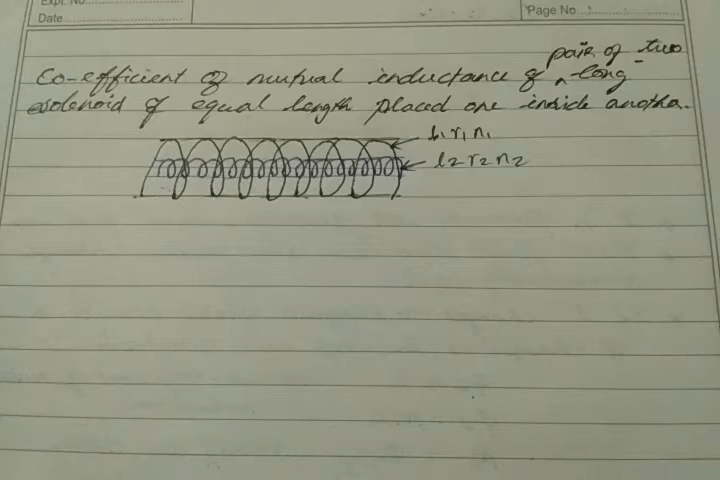 Expt. No.
Date
Page No.
Co-efficient of mutual inductance of ^ pair of two long
solenoid of equal length placed one inside another.
l1 r1 n1
l2 r2 n2